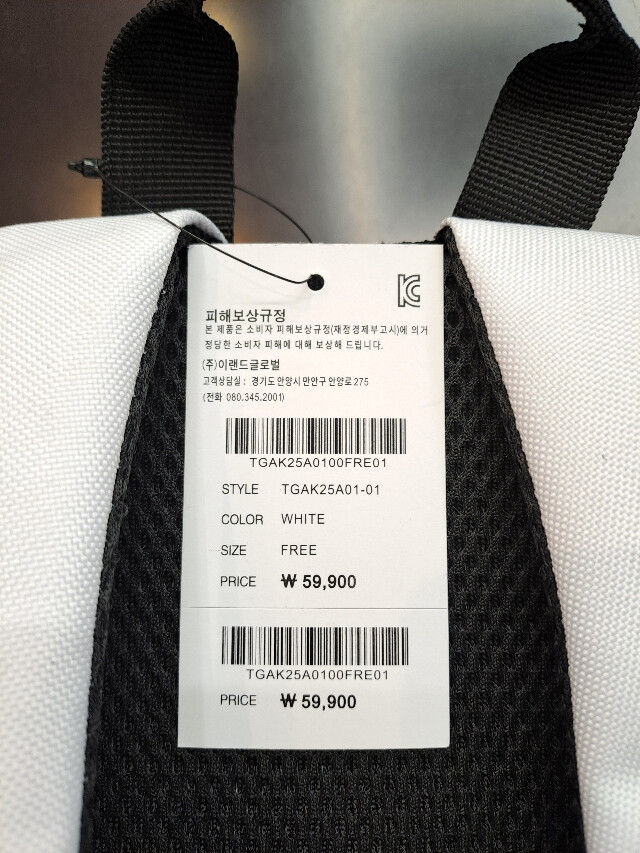 KC
피해보상규정
본 제품은 소비자 피해보상규정(재정경제부고시)에 의거
정당한 소비자 피해에 대해 보상해 드립니다.
(주)이랜드글로벌
고객상담실 : 경기도 안양시 만안구 안양로 275
(전화 080.345.2001)
TGAK25A0100FRE01
STYLE TGAK25A01-01
COLOR WHITE
SIZE FREE
PRICE ₩ 59,900
TGAK25A0100FRE01
PRICE ₩ 59,900